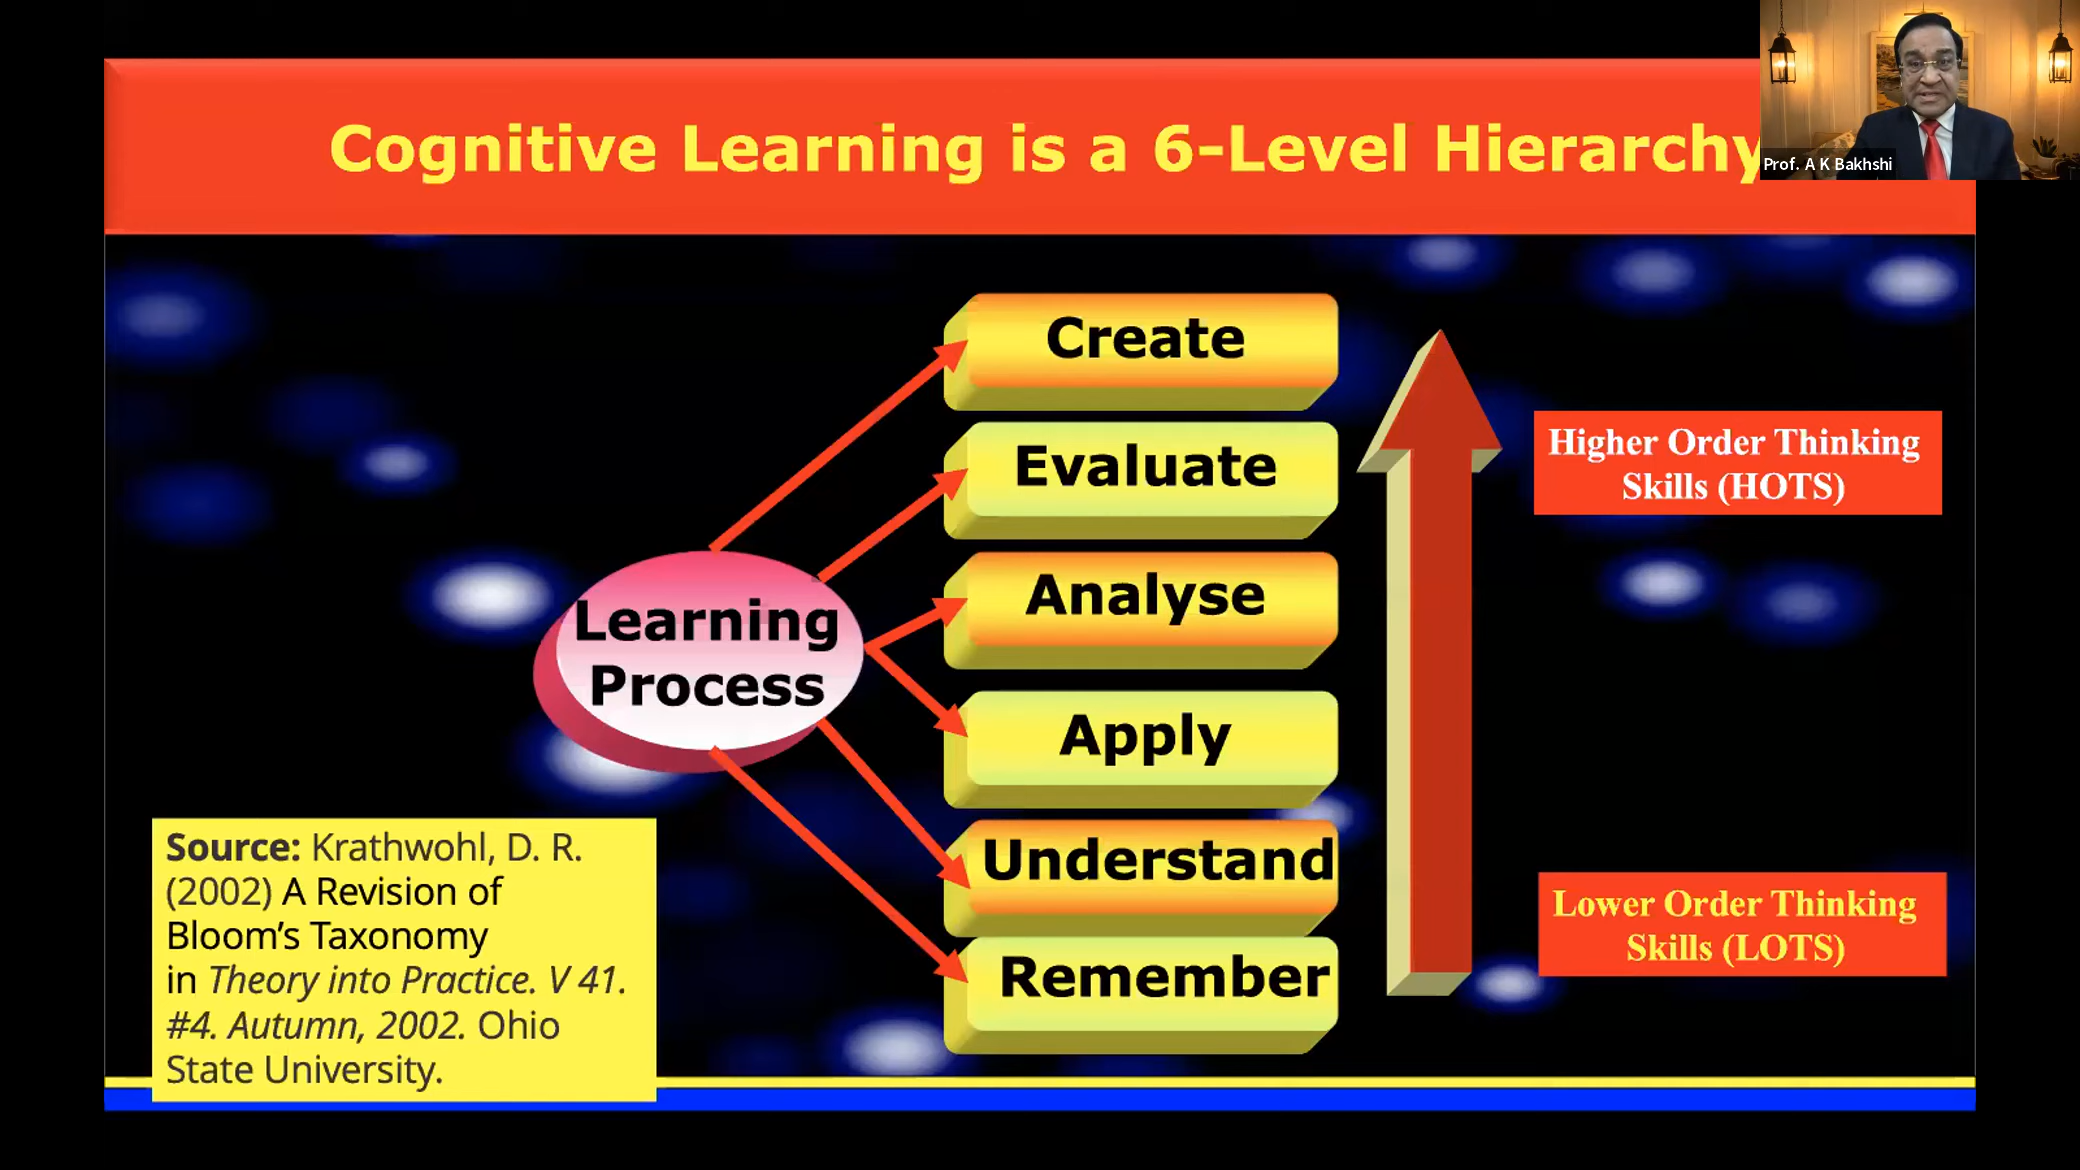 Cognitive Learning is a 6-Level Hierarchy
Prof. A K Bakhshi
Create
Evaluate
Analyse
Apply
Understand
Remember
Learning
Process
Higher Order Thinking
Skills (HOTS)
Lower Order Thinking
Skills (LOTS)
Source: Krathwohl, D. R.
(2002) A Revision of
Bloom’s Taxonomy
in Theory into Practice. V 41.
#4. Autumn, 2002. Ohio
State University.